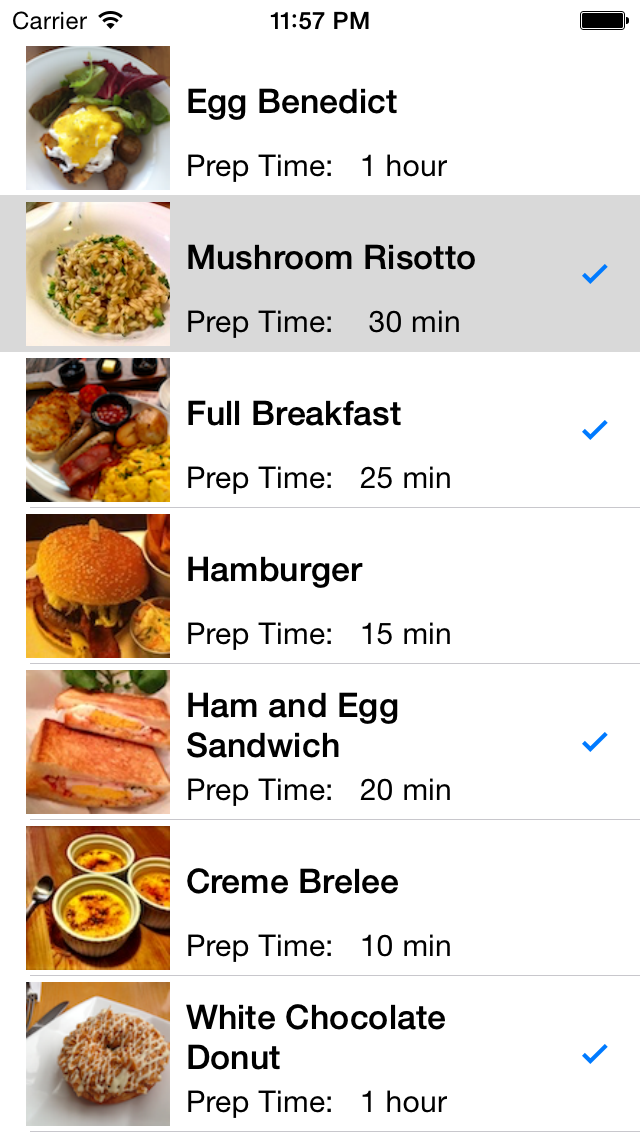 Carrier 11:57 PM
Egg Benedict
Prep Time: 1 hour
Mushroom Risotto
Prep Time: 30 min
Full Breakfast
Prep Time: 25 min
Hamburger
Prep Time: 15 min
Ham and Egg
Sandwich
Prep Time: 20 min
Creme Brelee
Prep Time: 10 min
White Chocolate
Donut
Prep Time: 1 hour